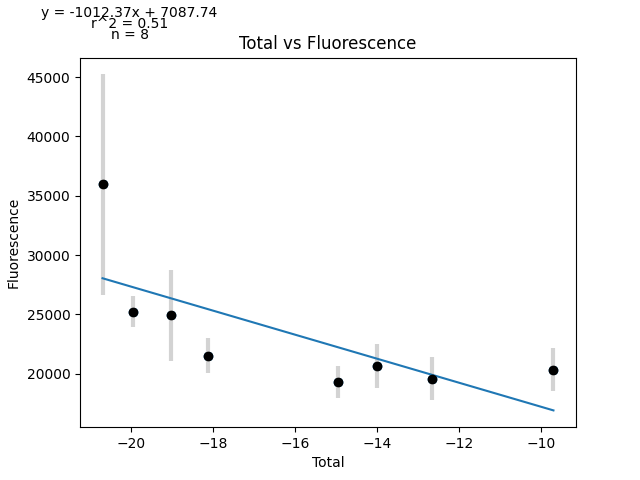 y = -1012.37x + 7087.74
r^2 = 0.51
n = 8
Total vs Fluorescence
45000
40000
35000
30000
25000
20000
Fluorescence
−20
−18
−16
−14
−12
−10
Total